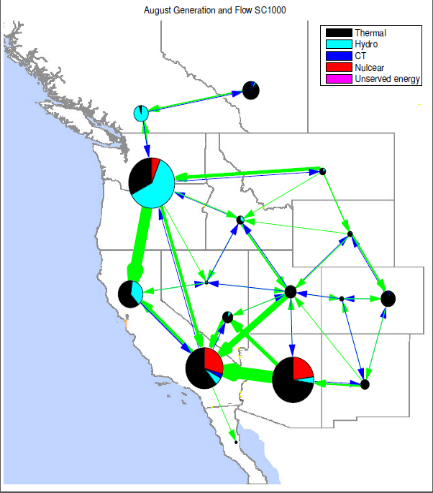 August Generation and Flow SC1000
Thermal
Hydro
CT
Nulcear
Unserved energy